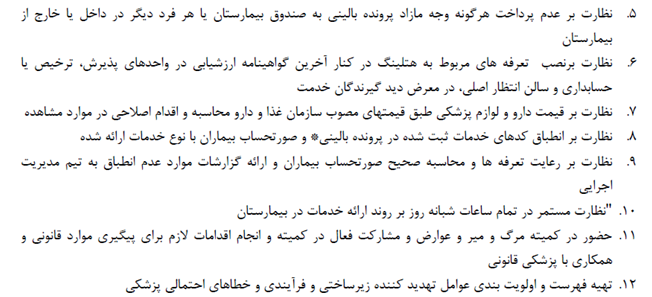 ۵. نظارت بر عدم پرداخت هرگونه وجه مازاد پرونده بالینی به صندوق بیمارستان یا هر فرد دیگر در داخل یا خارج از
بیمارستان
۶. نظارت برنصب تعرفه های مربوط به هتلینگ در کنار آخرین گواهینامه ارزشیابی در واحدهای پذیرش، ترخیص یا
حسابداری و سالن انتظار اصلی، در معرض دید گیرندگان خدمت
۷. نظارت بر قیمت دارو و لوازم پزشکی طبق قیمتهای مصوب سازمان غذا و دارو محاسبه و اقدام اصلاحی در موارد مشاهده
۸. نظارت بر انطباق کدهای خدمات ثبت شده در پرونده بالینی* و صورتحساب بیماران با نوع خدمات ارائه شده
۹. نظارت بر رعایت تعرفه ها و محاسبه صحیح صورتحساب بیماران و ارائه گزارشات موارد عدم انطباق به تیم مدیریت
اجرایی
۱۰. "نظارت مستمر در تمام ساعات شبانه روز بر روند ارائه خدمات در بیمارستان
۱۱. حضور در کمیته مرگ و میر و عوارض و مشارکت فعال در کمیته و انجام اقدامات لازم برای پیگیری موارد قانونی و
همکاری با پزشکی قانونی
۱۲. تهیه فهرست و اولویت بندی عوامل تهدید کننده زیرساختی و فرآیندی و خطاهای احتمالی پزشکی